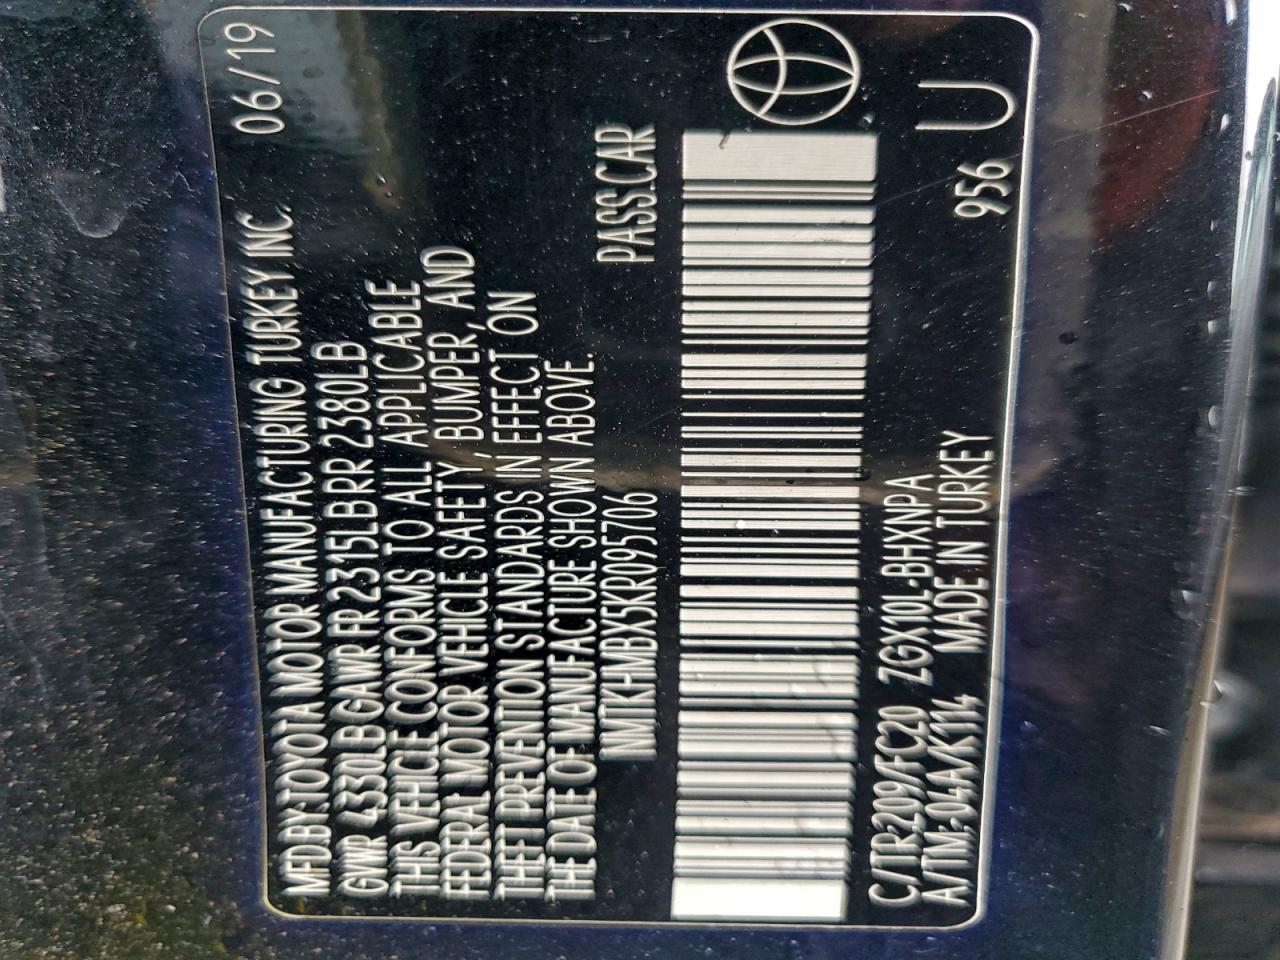 MFD.BY:TOYOTA MOTOR MANUFACTURING TURKEY INC. 06/19
GVWR 4330LB GAWR FR 2315LB RR 2380LB
THIS VEHICLE CONFORMS TO ALL APPLICABLE
FEDERAL MOTOR VEHICLE SAFETY, BUMPER, AND
THEFT PREVENTION STANDARDS IN EFFECT ON
THE DATE OF MANUFACTURE SHOWN ABOVE.
NMTKHMBX5KR095706 PASS.CAR
C/TR:209/FC20 ZGX10L-BHXNPA U
A/TM:04A/K114 MADE IN TURKEY 956